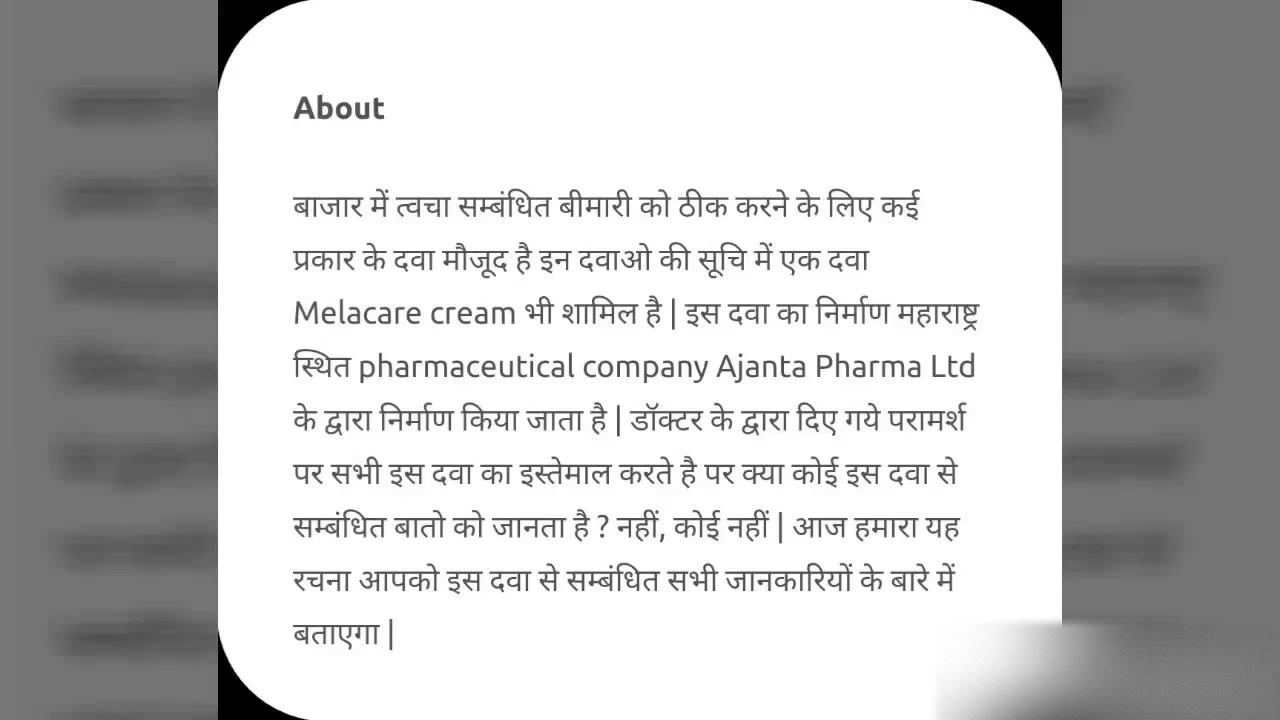 About
बाजार में त्वचा सम्बंधित बीमारी को ठीक करने के लिए कई
प्रकार के दवा मौजूद है इन दवाओ की सूचि में एक दवा
Melacare cream भी शामिल है | इस दवा का निर्माण महाराष्ट्र
स्थित pharmaceutical company Ajanta Pharma Ltd
के द्वारा निर्माण किया जाता है | डॉक्टर के द्वारा दिए गये परामर्श
पर सभी इस दवा का इस्तेमाल करते है पर क्या कोई इस दवा से
सम्बंधित बातो को जानता है ? नहीं, कोई नहीं | आज हमारा यह
रचना आपको इस दवा से सम्बंधित सभी जानकारियों के बारे में
बताएगा |